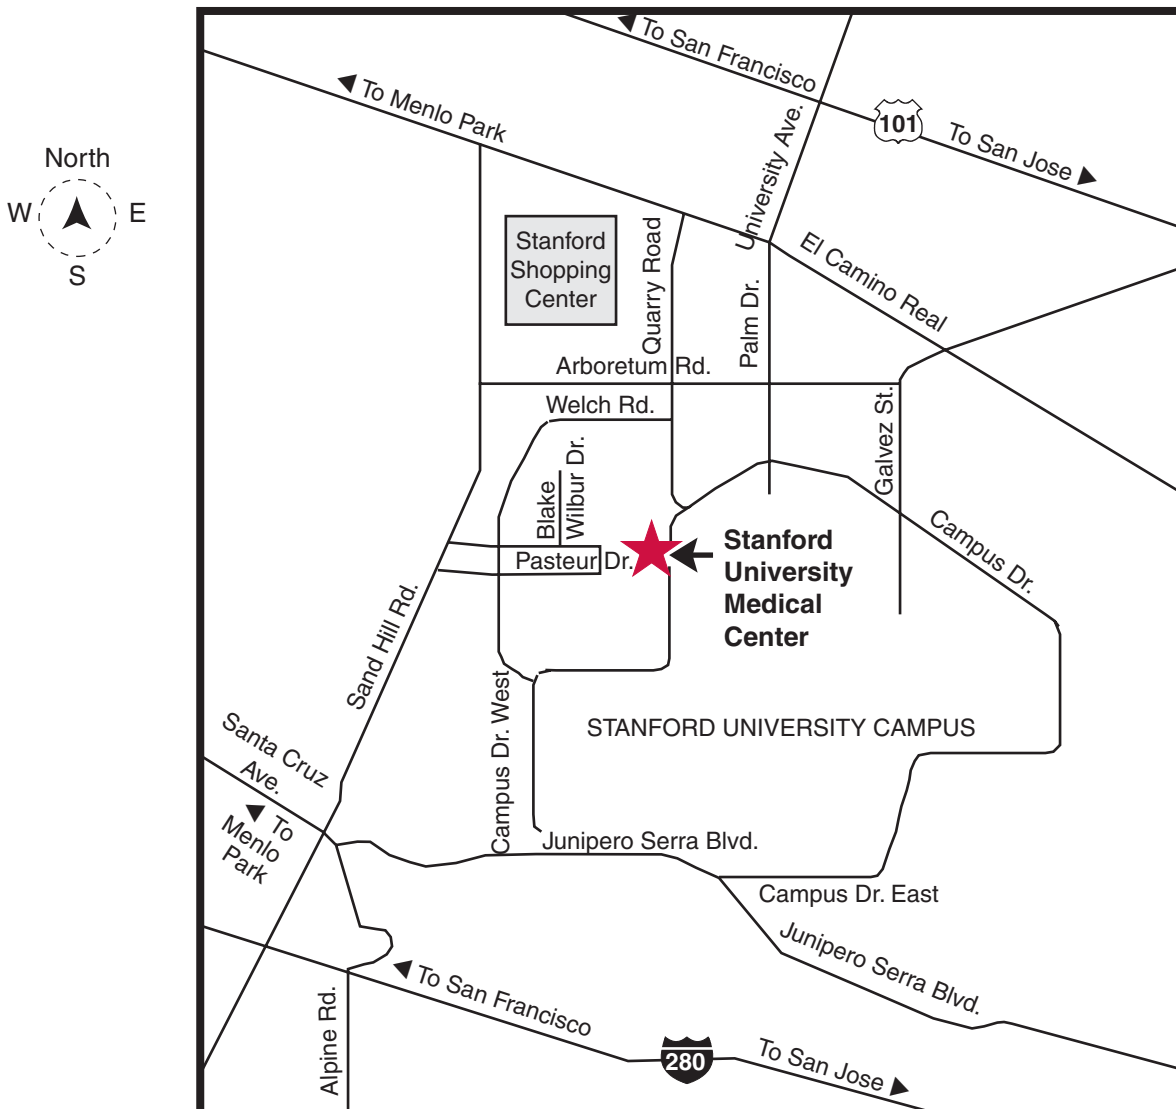 To San Francisco
101
To San Jose
To Menlo Park
North
W
E
S
University Ave.
Stanford
Shopping
Center
Quarry Road
El Camino Real
Palm Dr.
Arboretum Rd.
Welch Rd.
Galvez St.
Blake
Wilbur Dr.
Pasteur Dr.
Stanford
University
Medical
Center
Campus Dr.
Sand Hill Rd.
Campus Dr. West
STANFORD UNIVERSITY CAMPUS
Santa Cruz
Ave.
To
Menlo
Park
Junipero Serra Blvd.
Campus Dr. East
Junipero Serra Blvd.
To San Francisco
Alpine Rd.
280
To San Jose